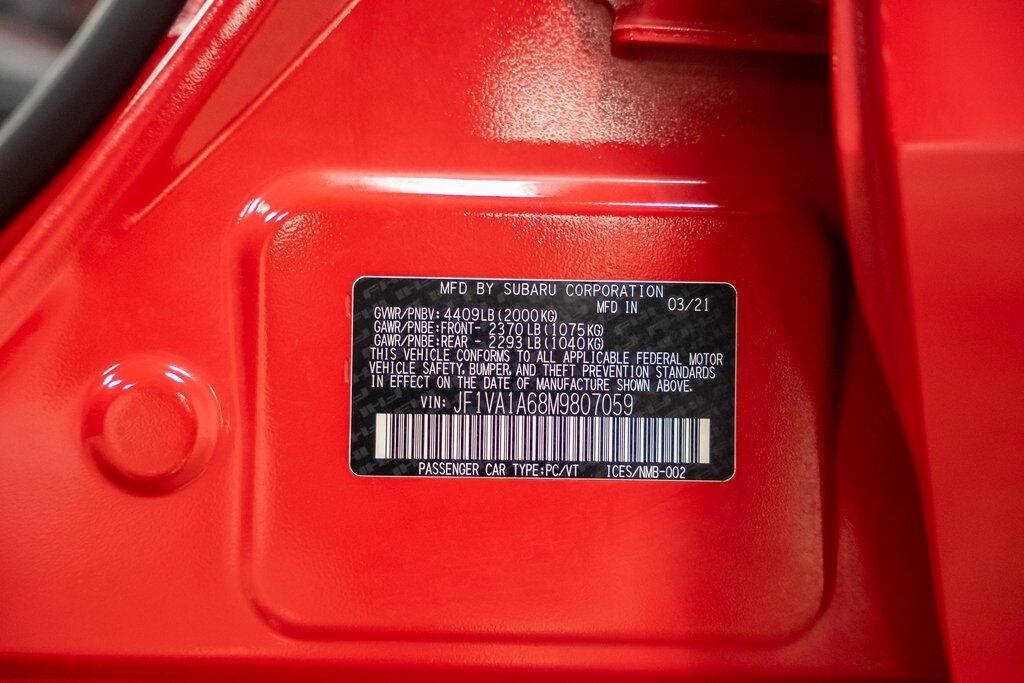 MFD BY SUBARU CORPORATION
MFD IN 03/21
GVWR/PNBV: 4409LB(2000KG)
GAWR/PNBE:FRONT- 2370 LB(1075KG)
GAWR/PNBE:REAR - 2293 LB(1040KG)
THIS VEHICLE CONFORMS TO ALL APPLICABLE FEDERAL MOTOR
VEHICLE SAFETY, BUMPER, AND THEFT PREVENTION STANDARDS
IN EFFECT ON THE DATE OF MANUFACTURE SHOWN ABOVE.
VIN: JF1VA1A68M9807059
PASSENGER CAR TYPE:PC/VT ICES/NMB-002